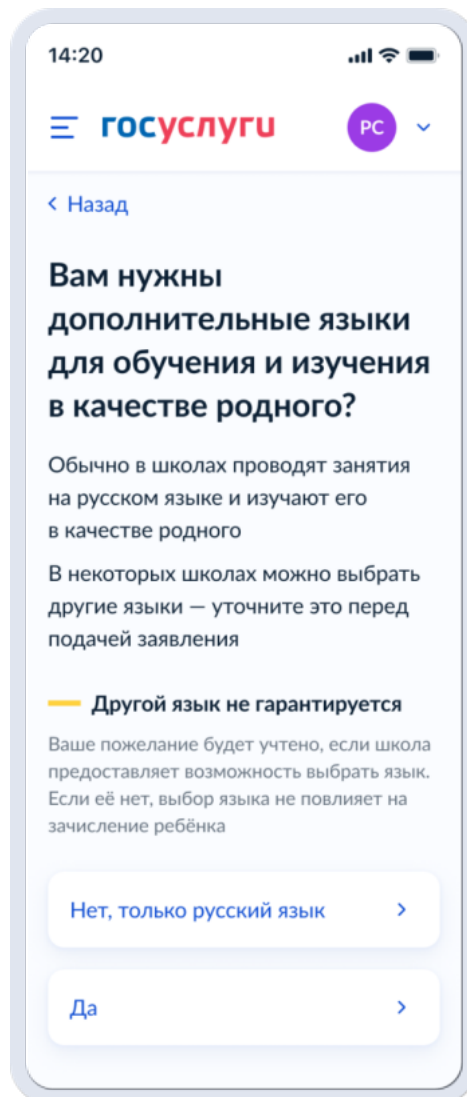 14:20
госуслуги
РС
Назад
Вам нужны
дополнительные языки
для обучения и изучения
в качестве родного?
Обычно в школах проводят занятия
на русском языке и изучают его
в качестве родного
В некоторых школах можно выбрать
другие языки — уточните это перед
подачей заявления
Другой язык не гарантируется
Ваше пожелание будет учтено, если школа
предоставляет возможность выбрать язык.
Если её нет, выбор языка не повлияет на
зачисление ребёнка
Нет, только русский язык
Да